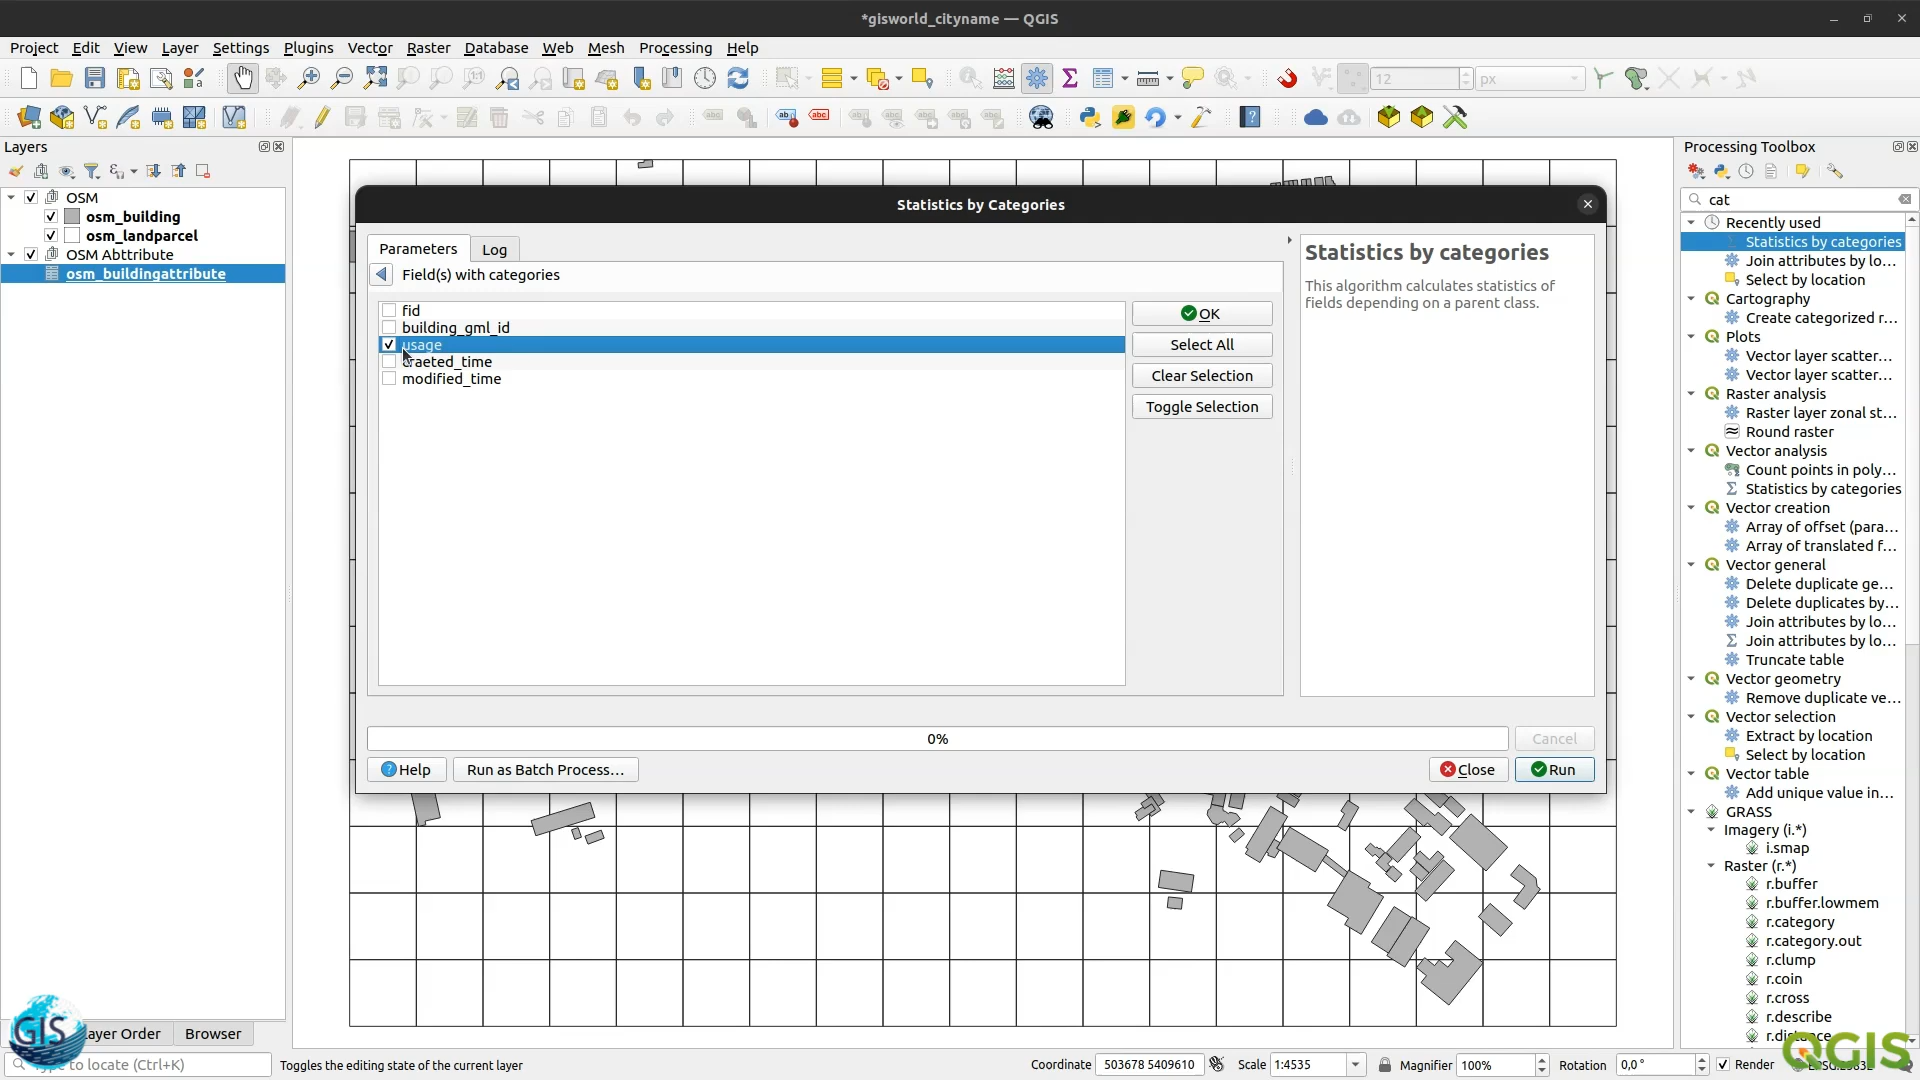 *gisworld_cityname — QGIS
Project Edit View Layer Settings Plugins Vector Raster Database Web Mesh Processing Help
12 px
Layers
OSM
osm_building
osm_landparcel
OSM Abttribute
osm_buildingattribute
Statistics by Categories
Parameters Log
Field(s) with categories
fid
building_gml_id
usage
craeted_time
modified_time
OK
Select All
Clear Selection
Toggle Selection
Statistics by categories
This algorithm calculates statistics of
fields depending on a parent class.
0%
Cancel
Help Run as Batch Process… Close Run
Processing Toolbox
cat
Recently used
Statistics by categories
Join attributes by lo…
Select by location
Cartography
Create categorized r…
Plots
Vector layer scatter…
Vector layer scatter…
Raster analysis
Raster layer zonal st…
Round raster
Vector analysis
Count points in poly…
Statistics by categories
Vector creation
Array of offset (para…
Array of translated f…
Vector general
Delete duplicate ge…
Delete duplicates by…
Join attributes by lo…
Join attributes by lo…
Truncate table
Vector geometry
Remove duplicate ve…
Vector selection
Extract by location
Select by location
Vector table
Add unique value in…
GRASS
Imagery (i.*)
i.smap
Raster (r.*)
r.buffer
r.buffer.lowmem
r.category
r.category.out
r.clump
r.coin
r.cross
r.describe
r.distance
GIS
Layer Order Browser
to locate (Ctrl+K) Toggles the editing state of the current layer Coordinate 503678 5409610 Scale 1:4535 Magnifier 100% Rotation 0,0 ° Render
QGIS